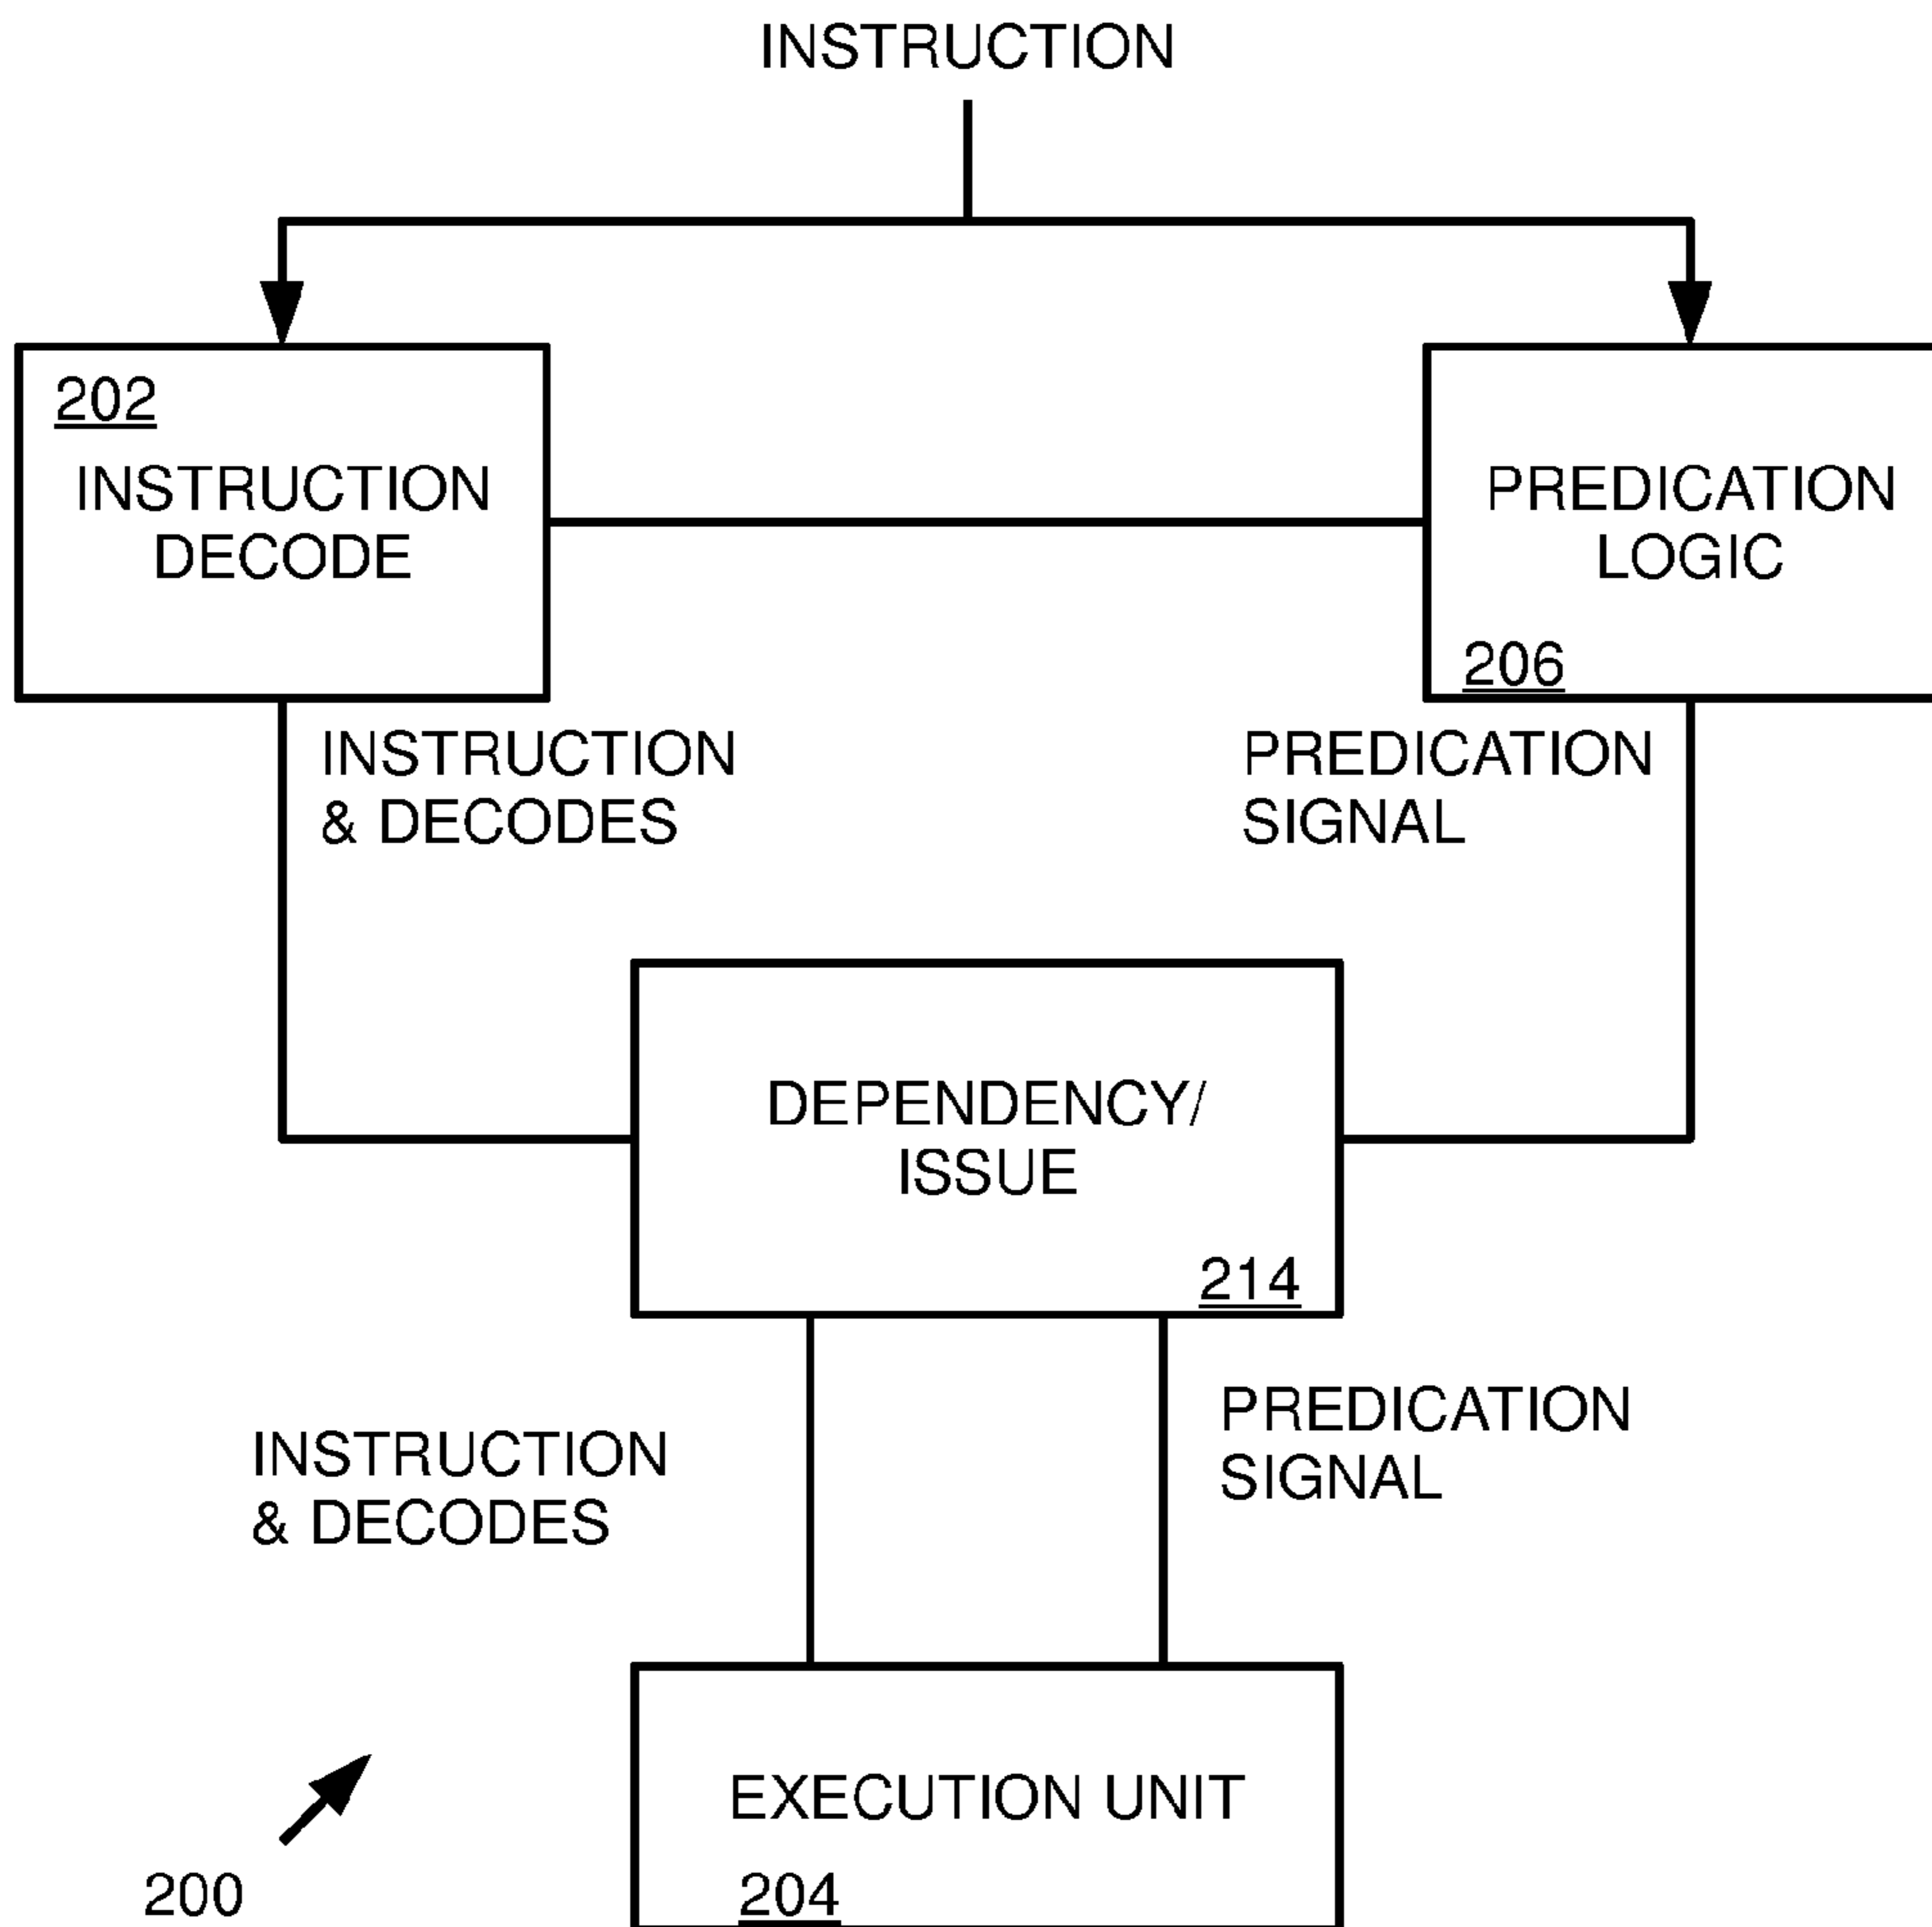 INSTRUCTION
202
INSTRUCTION
DECODE
PREDICATION
LOGIC
206
INSTRUCTION
& DECODES
PREDICATION
SIGNAL
DEPENDENCY/
ISSUE
214
INSTRUCTION
& DECODES
PREDICATION
SIGNAL
EXECUTION UNIT
204
200